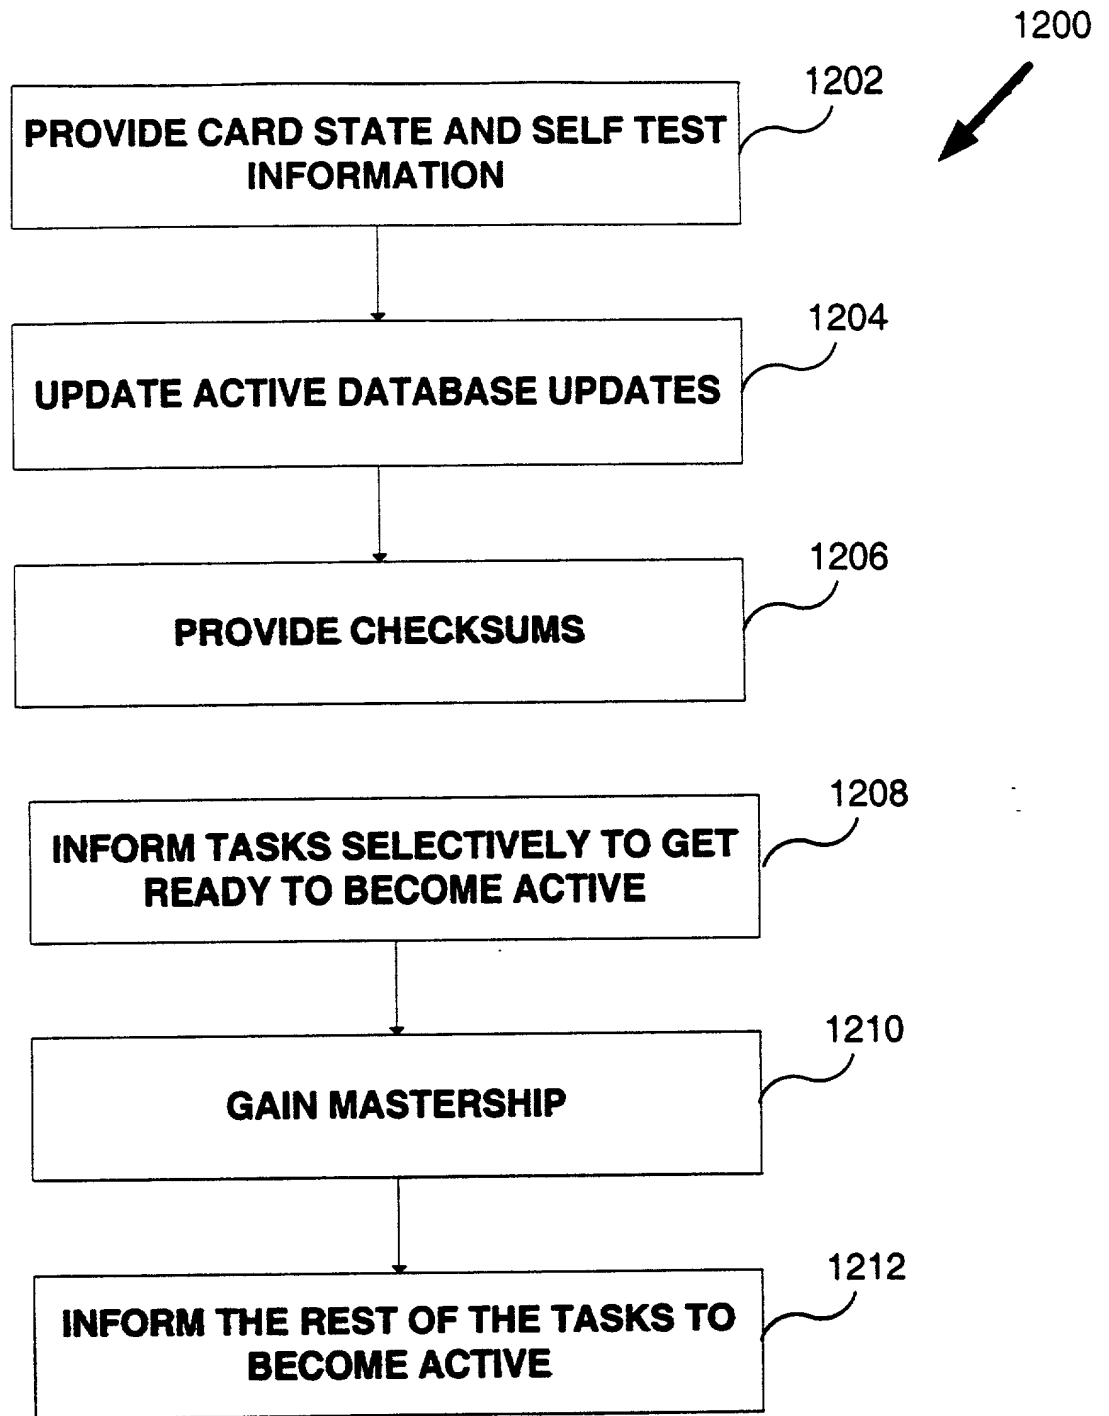 1200
1202
PROVIDE CARD STATE AND SELF TEST
INFORMATION
1204
UPDATE ACTIVE DATABASE UPDATES
1206
PROVIDE CHECKSUMS
1208
INFORM TASKS SELECTIVELY TO GET
READY TO BECOME ACTIVE
1210
GAIN MASTERSHIP
1212
INFORM THE REST OF THE TASKS TO
BECOME ACTIVE